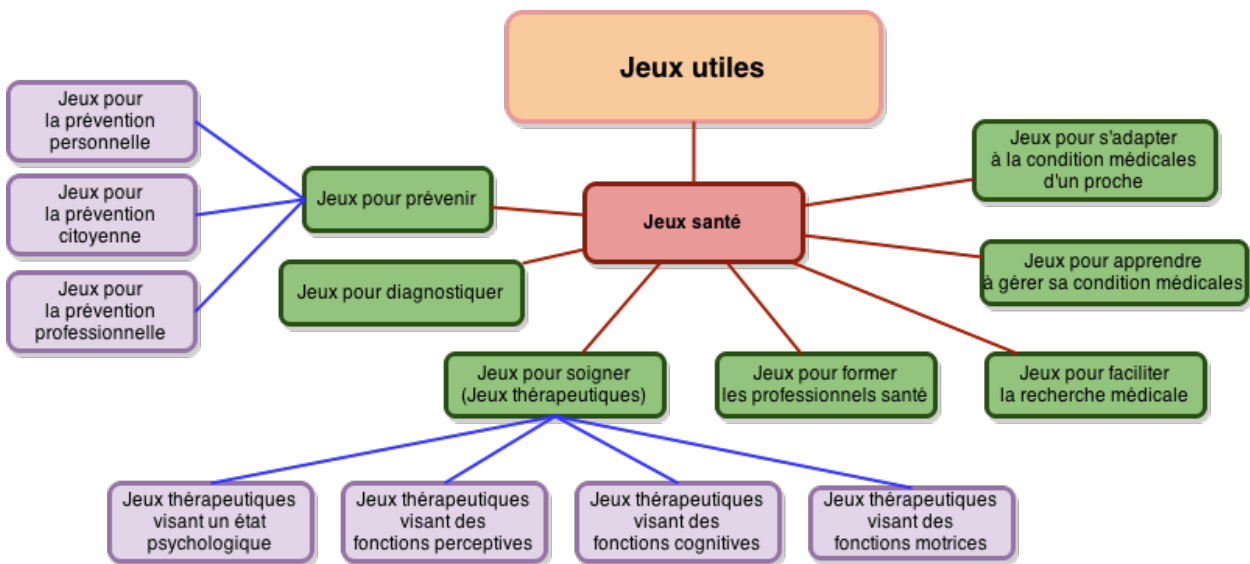 Jeux utiles
Jeux santé
Jeux pour prévenir
Jeux pour
la prévention
personnelle
Jeux pour
la prévention
citoyenne
Jeux pour
la prévention
professionnelle
Jeux pour diagnostiquer
Jeux pour soigner
(Jeux thérapeutiques)
Jeux thérapeutiques
visant un état
psychologique
Jeux thérapeutiques
visant des
fonctions perceptives
Jeux thérapeutiques
visant des
fonctions cognitives
Jeux thérapeutiques
visant des
fonctions motrices
Jeux pour former
les professionnels santé
Jeux pour faciliter
la recherche médicale
Jeux pour apprendre
à gérer sa condition médicales
Jeux pour s'adapter
à la condition médicales
d'un proche